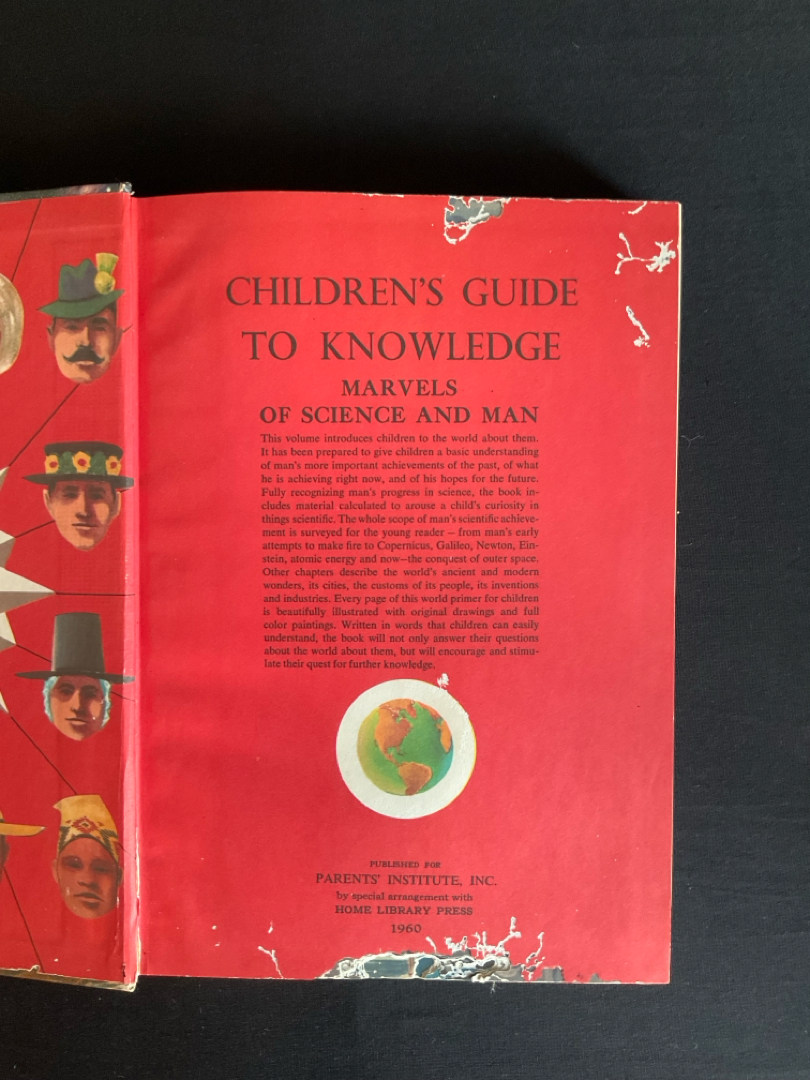 CHILDREN'S GUIDE
TO KNOWLEDGE
MARVELS
OF SCIENCE AND MAN
This volume introduces children to the world about them.
It has been prepared to give children a basic understanding
of man's more important achievements of the past, of what
he is achieving right now, and of his hopes for the future.
Fully recognizing man's progress in science, the book in-
cludes material calculated to arouse a child's curiosity in
things scientific. The whole scope of man's scientific achieve-
ment is surveyed for the young reader — from man's early
attempts to make fire to Copernicus, Galileo, Newton, Ein-
stein, atomic energy and now—the conquest of outer space.
Other chapters describe the world's ancient and modern
wonders, its cities, the customs of its people, its inventions
and industries. Every page of this world primer for children
is beautifully illustrated with original drawings and full
color paintings. Written in words that children can easily
understand, the book will not only answer their questions
about the world about them, but will encourage and stimu-
late their quest for further knowledge.
PUBLISHED FOR
PARENTS' INSTITUTE, INC.
by special arrangement with
HOME LIBRARY PRESS
1960